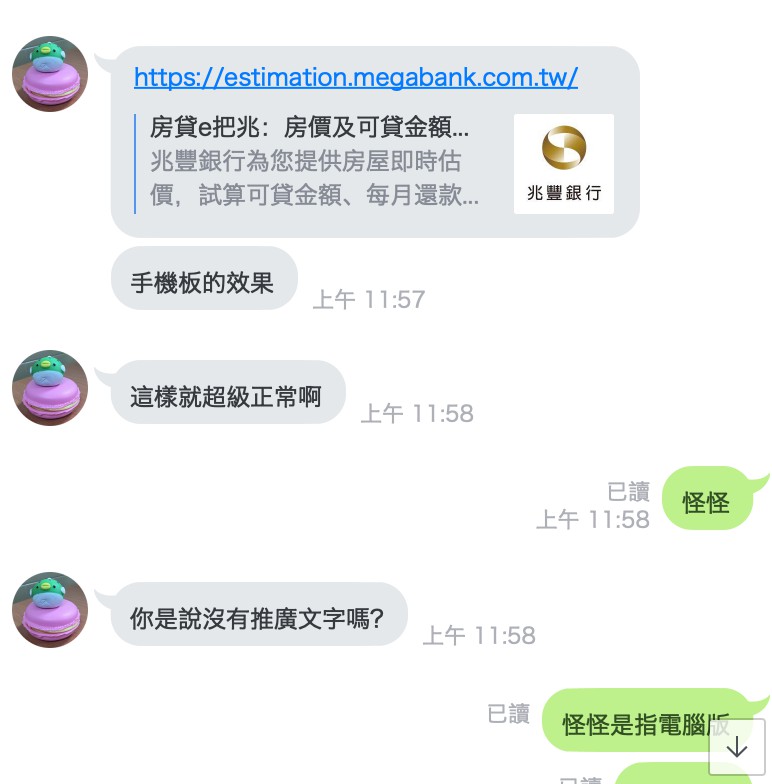 https://estimation.megabank.com.tw/
房貸e把兆：房價及可貸金額...
兆豐銀行為您提供房屋即時估
價，試算可貸金額、每月還款...
兆豐銀行
手機板的效果
上午 11:57
這樣就超級正常啊
上午 11:58
已讀
上午 11:58
怪怪
你是說沒有推廣文字嗎?
上午 11:58
已讀
怪怪是指電腦版
已讀